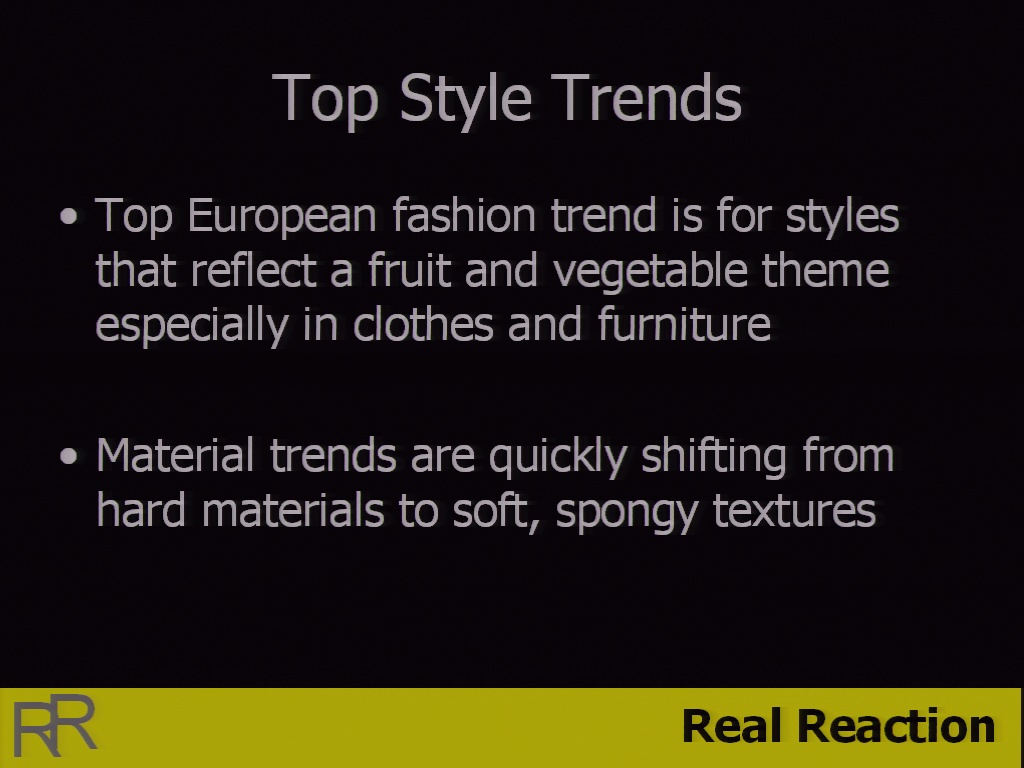 Top Style Trends
• Top European fashion trend is for styles
that reflect a fruit and vegetable theme
especially in clothes and furniture
• Material trends are quickly shifting from
hard materials to soft, spongy textures
RR
Real Reaction